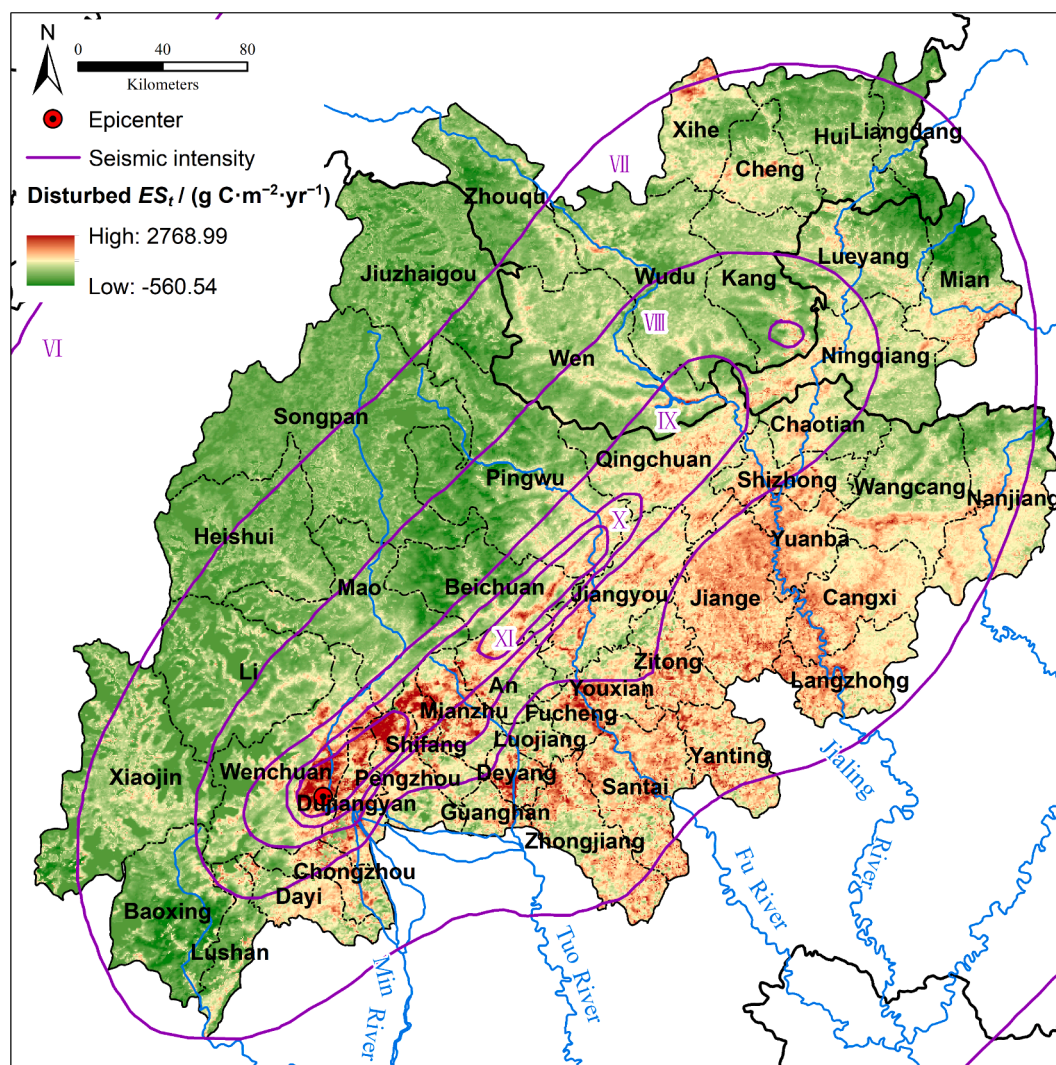 N
0 40 80
Kilometers
Epicenter
Seismic intensity
Disturbed ESt / (g C·m−2·yr−1)
High: 2768.99
Low: -560.54
VI
VII
VIII
IX
X
XI
Xihe
Hui
Liangdang
Cheng
Zhouqu
Jiuzhaigou
Wudu
Kang
Lueyang
Mian
Wen
Ningqiang
Songpan
Chaotian
Qingchuan
Pingwu
Shizhong
Wangcang
Nanjiang
Heishui
Yuanba
Mao
Beichuan
Jiangyou
Jiange
Cangxi
Li
Zitong
Langzhong
An
Youxian
Mianzhu
Fucheng
Shifang
Luojiang
Yanting
Xiaojin
Wenchuan
Pengzhou
Deyang
Santai
Dujiangyan
Guanghan
Zhongjiang
Chongzhou
Dayi
Baoxing
Lushan
Min River
Tuo River
Fu River
Jialing River